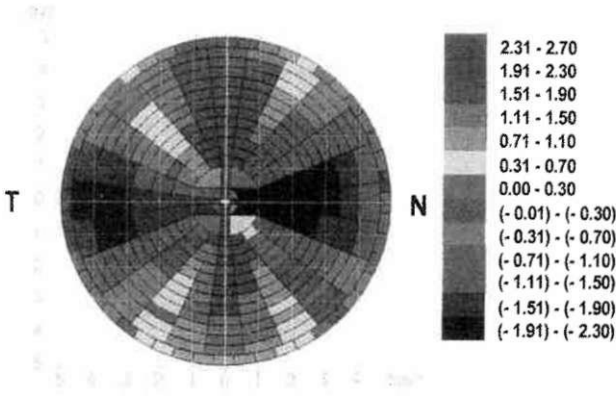 2.31 - 2.70
1.91 - 2.30
1.51 - 1.90
1.11 - 1.50
0.71 - 1.10
0.31 - 0.70
0.00 - 0.30
(- 0.01) - (- 0.30)
(- 0.31) - (- 0.70)
(- 0.71) - (- 1.10)
(- 1.11) - (- 1.50)
(- 1.51) - (- 1.90)
(- 1.91) - (- 2.30)
T
N